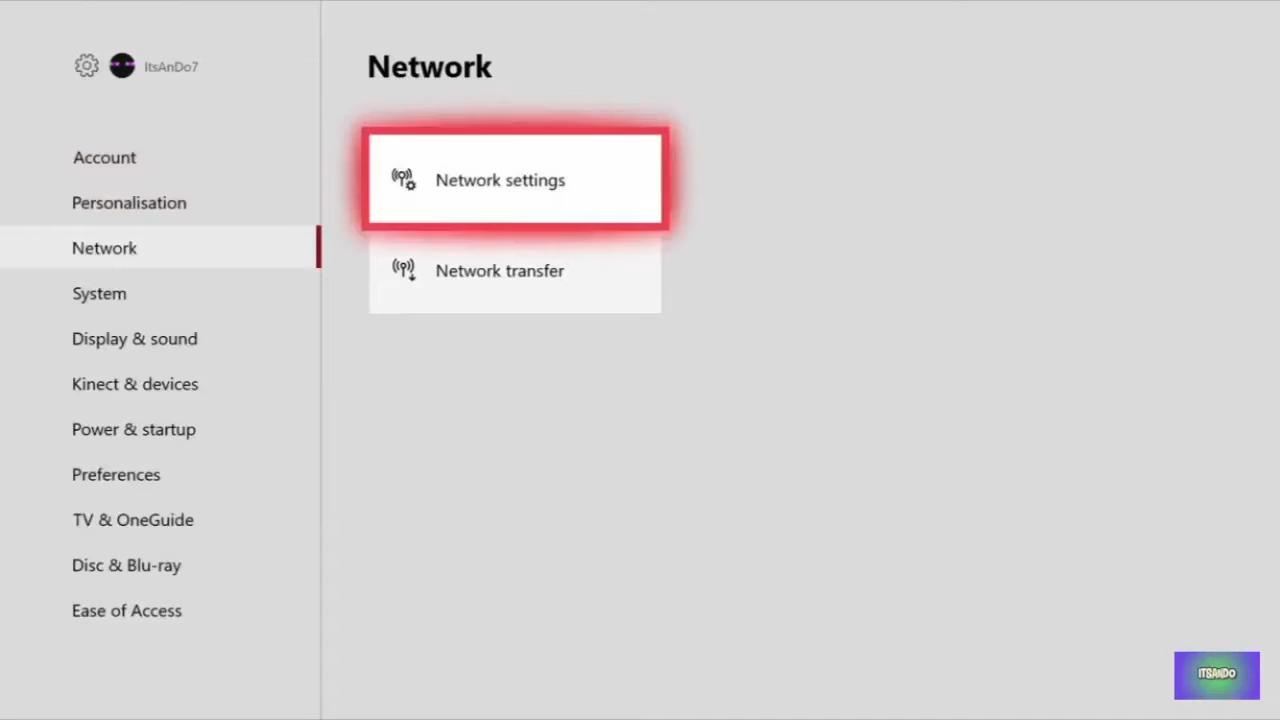 ItsAnDo7
Account
Personalisation
Network
System
Display & sound
Kinect & devices
Power & startup
Preferences
TV & OneGuide
Disc & Blu-ray
Ease of Access
Network
Network settings
Network transfer
ITSANDO